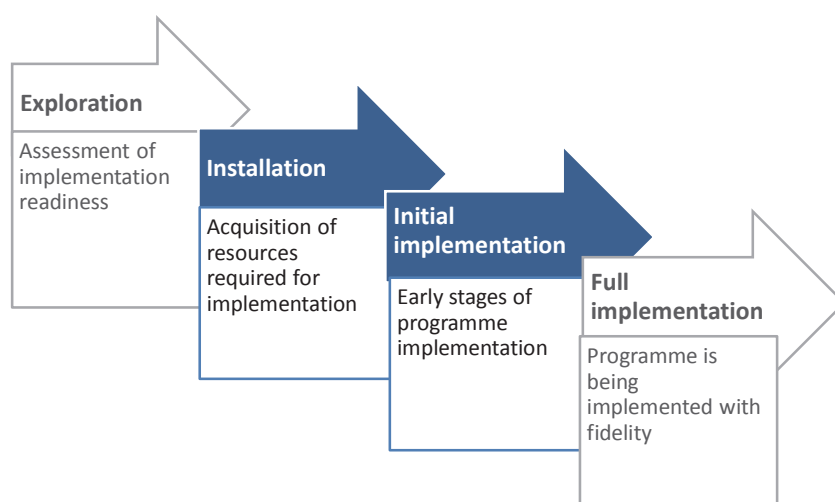 Exploration
Assessment of
implementation
readiness
Installation
Acquisition of
resources
required for
implementation
Initial
implementation
Early stages of
programme
implementation
Full
implementation
Programme is
being
implemented with
fidelity